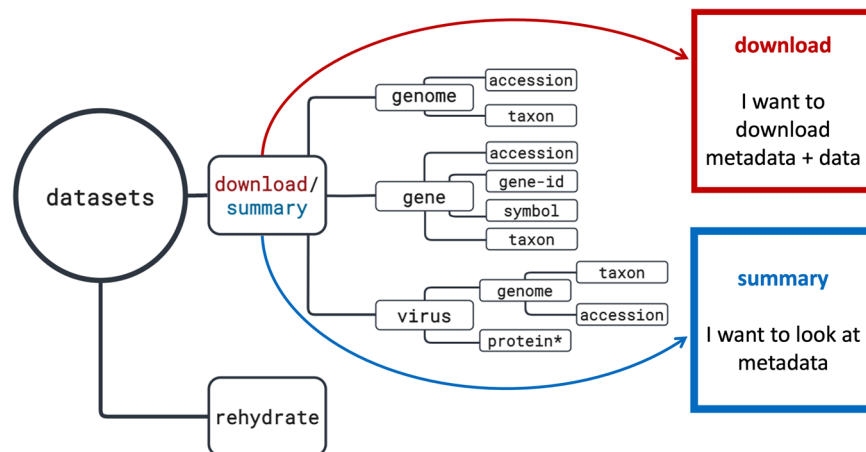 datasets
download/
summary
rehydrate
genome
accession
taxon
gene
accession
gene-id
symbol
taxon
virus
genome
taxon
accession
protein*
download
I want to
download
metadata + data
summary
I want to look at
metadata